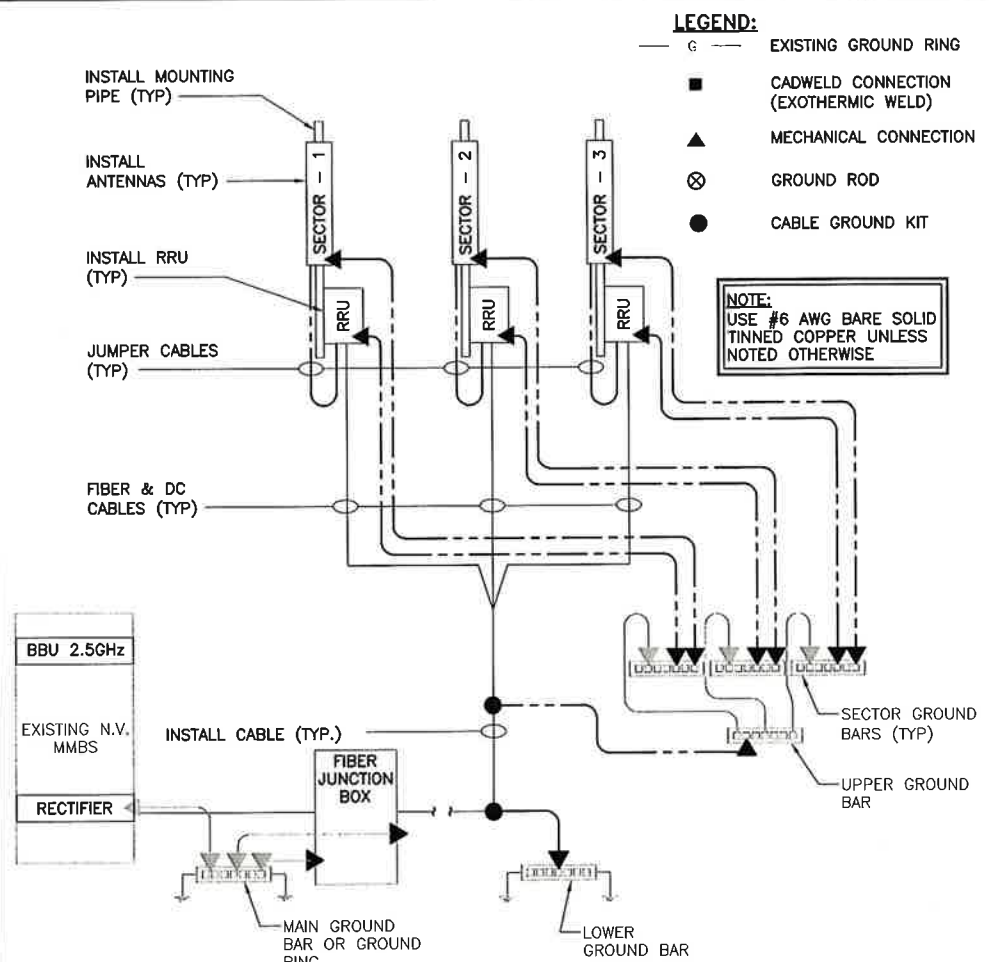 LEGEND:
G
EXISTING GROUND RING
CADWELD CONNECTION
(EXOTHERMIC WELD)
MECHANICAL CONNECTION
GROUND ROD
CABLE GROUND KIT
NOTE:
USE #6 AWG BARE SOLID
TINNED COPPER UNLESS
NOTED OTHERWISE
INSTALL MOUNTING
PIPE (TYP)
INSTALL
ANTENNAS (TYP)
INSTALL RRU
(TYP)
JUMPER CABLES
(TYP)
FIBER & DC
CABLES (TYP)
SECTOR - 1
SECTOR - 2
SECTOR - 3
RRU
RRU
RRU
BBU 2.5GHz
EXISTING N.V.
MMBS
RECTIFIER
INSTALL CABLE (TYP.)
FIBER
JUNCTION
BOX
SECTOR GROUND
BARS (TYP)
UPPER GROUND
BAR
MAIN GROUND
BAR OR GROUND
RING
LOWER
GROUND BAR